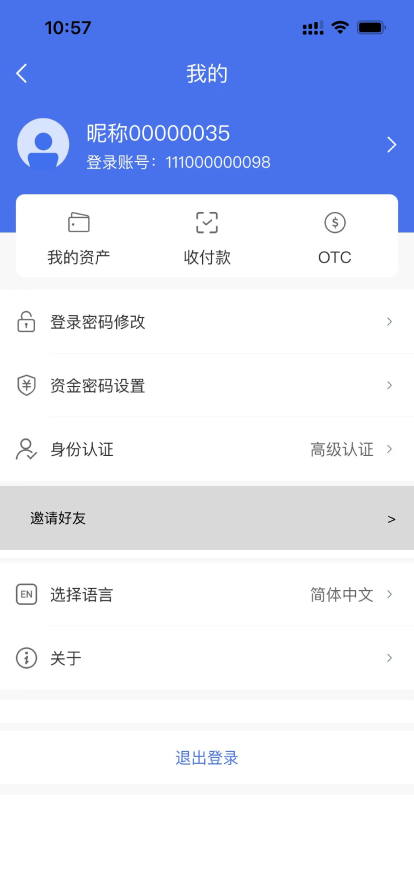 10:57
我的
昵称00000035
登录账号：111000000098
我的资产 收付款 OTC
登录密码修改
资金密码设置
身份认证 高级认证
邀请好友 >
EN 选择语言 简体中文
关于
退出登录